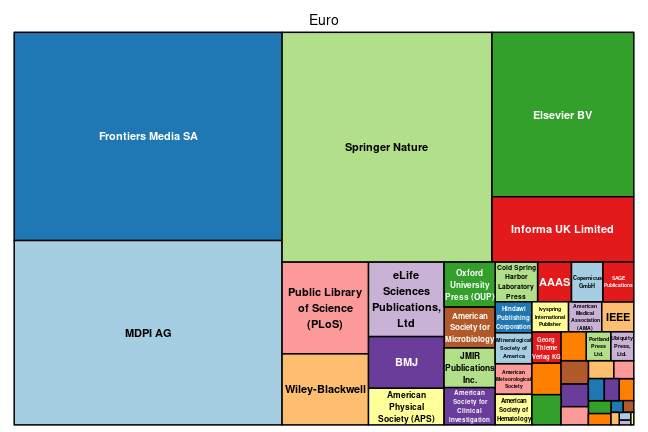 Euro
Frontiers Media SA
MDPI AG
Springer Nature
Elsevier BV
Informa UK Limited
Public Library
of Science
(PLoS)
Wiley-Blackwell
eLife
Sciences
Publications,
Ltd
BMJ
American
Physical
Society (APS)
Oxford
University
Press (OUP)
American
Society for
Microbiology
JMIR
Publications
Inc.
American
Society for
Clinical
Investigation
Cold Spring
Harbor
Laboratory
Press
AAAS
Copernicus
GmbH
SAGE
Publications
Hindawi
Publishing
Corporation
Ivyspring
International
Publisher
American
Medical
Association
(AMA)
IEEE
Mineralogical
Society of
America
Georg
Thieme
Verlag KG
Portland
Press
Ltd.
Ubiquity
Press,
Ltd.
American
Meteorological
Society
American
Society of
Hematology